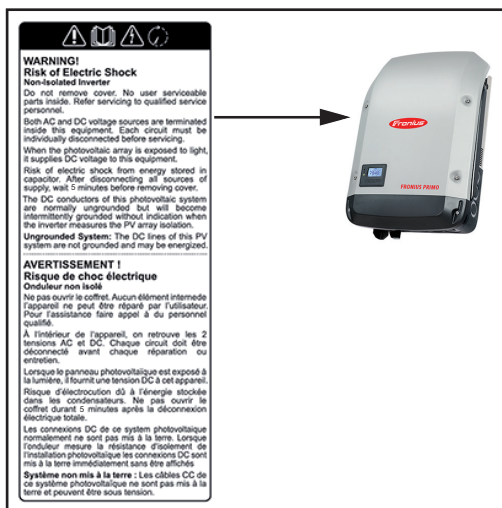 WARNING!
Risk of Electric Shock
Non-Isolated Inverter
Do not remove cover. No user serviceable
parts inside. Refer servicing to qualified service
personnel.
Both AC and DC voltage sources are terminated
inside this equipment. Each circuit must be
individually disconnected before servicing.
When the photovoltaic array is exposed to light,
it supplies DC voltage to this equipment.
Risk of electric shock from energy stored in
capacitor. After disconnecting all sources of
supply, wait 5 minutes before removing cover.
The DC conductors of this photovoltaic system
are normally ungrounded but will become
intermittently grounded without indication when
the inverter measures the PV array isolation.
Ungrounded System: The DC lines of this PV
system are not grounded and may be energized.
AVERTISSEMENT !
Risque de choc électrique
Onduleur non isolé
Ne pas ouvrir le coffret. Aucun élément internede
l'appareil ne peut être réparé par l'utilisateur.
Pour l'assistance faire appel à du personnel
qualifié.
À l'intérieur de l'appareil, on retrouve les 2
tensions AC et DC. Chaque circuit doit être
déconnecté avant chaque réparation ou
entretien.
Lorsque le panneau photovoltaïque est exposé à
la lumière, il fournit une tension DC à cet appareil.
Risque d'électrocution dû à l'énergie stockée
dans les condensateurs. Ne pas ouvrir le
coffret durant 5 minutes après la déconnexion
électrique totale.
Les connexions DC de ce system photovoltaique
normalement ne sont pas mis à la terre. Lorsque
l'onduleur mesure la résistance d'isolement de
l'installation photovoltaique les connexions DC sont
mis à la terre immédiatement sans être affichés
Système non mis à la terre : Les câbles CC de
ce système photovoltaïque ne sont pas mis à la
terre et peuvent être sous tension.
Fronius
FRONIUS PRIMO